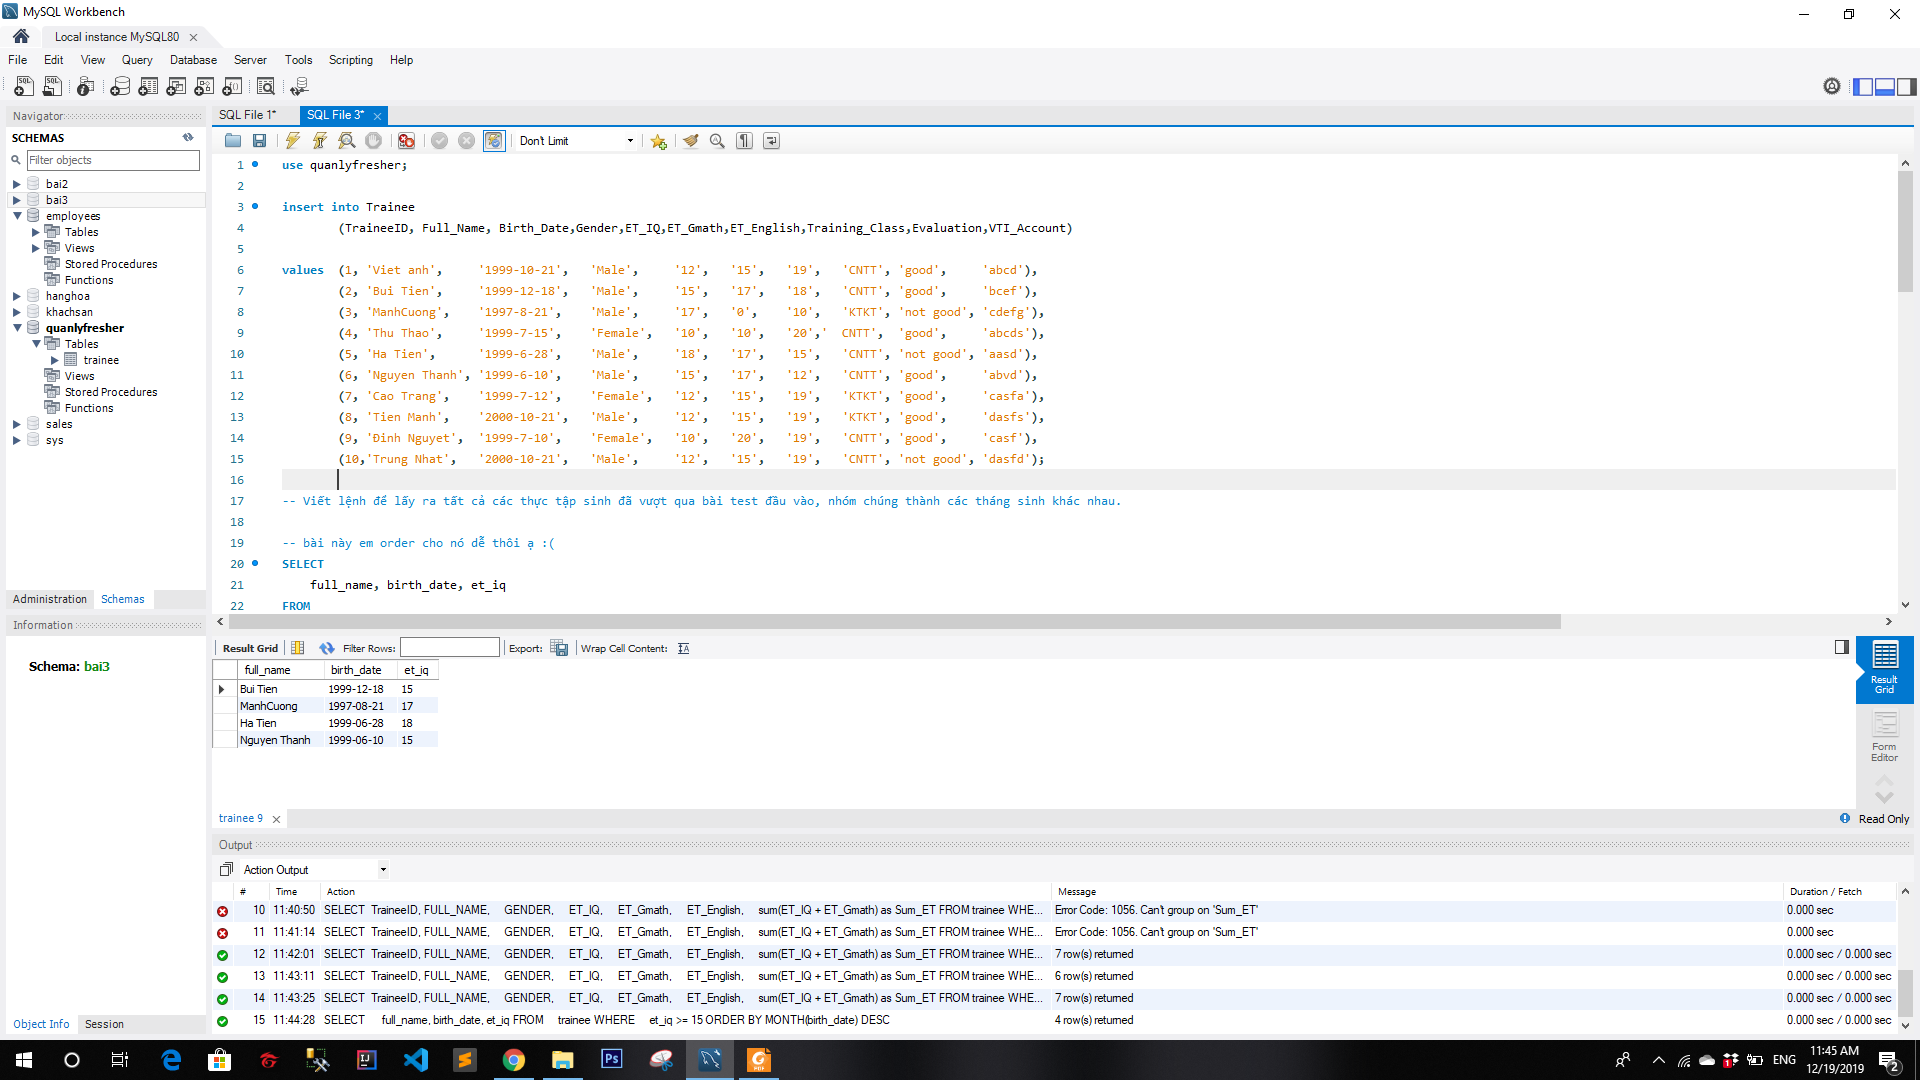 MySQL Workbench
Local instance MySQL80
File Edit View Query Database Server Tools Scripting Help
Navigator
SCHEMAS
Filter objects
bai2
bai3
employees
Tables
Views
Stored Procedures
Functions
hanghoa
khachsan
quanlyfresher
Tables
trainee
Views
Stored Procedures
Functions
sales
sys
Administration Schemas
Information
Schema: bai3
Object Info Session
SQL File 1* SQL File 3*
Don't Limit
1 use quanlyfresher;
2
3 insert into Trainee
4 (TraineeID, Full_Name, Birth_Date,Gender,ET_IQ,ET_Gmath,ET_English,Training_Class,Evaluation,VTI_Account)
5
6 values (1, 'Viet anh', '1999-10-21', 'Male', '12', '15', '19', 'CNTT', 'good', 'abcd'),
7 (2, 'Bui Tien', '1999-12-18', 'Male', '15', '17', '18', 'CNTT', 'good', 'bcef'),
8 (3, 'ManhCuong', '1997-8-21', 'Male', '17', '0', '10', 'KTKT', 'not good', 'cdefg'),
9 (4, 'Thu Thao', '1999-7-15', 'Female', '10', '10', '20',' CNTT', 'good', 'abcds'),
10 (5, 'Ha Tien', '1999-6-28', 'Male', '18', '17', '15', 'CNTT', 'not good', 'aasd'),
11 (6, 'Nguyen Thanh', '1999-6-10', 'Male', '15', '17', '12', 'CNTT', 'good', 'abvd'),
12 (7, 'Cao Trang', '1999-7-12', 'Female', '12', '15', '19', 'KTKT', 'good', 'casfa'),
13 (8, 'Tien Manh', '2000-10-21', 'Male', '12', '15', '19', 'KTKT', 'good', 'dasfs'),
14 (9, 'Đinh Nguyet', '1999-7-10', 'Female', '10', '20', '19', 'CNTT', 'good', 'casf'),
15 (10,'Trung Nhat', '2000-10-21', 'Male', '12', '15', '19', 'CNTT', 'not good', 'dasfd');
16
17 -- Viết lệnh để lấy ra tất cả các thực tập sinh đã vượt qua bài test đầu vào, nhóm chúng thành các tháng sinh khác nhau.
18
19 -- bài này em order cho nó dễ thôi ạ :(
20 SELECT
21 full_name, birth_date, et_iq
22 FROM
Result Grid Filter Rows: Export: Wrap Cell Content:
full_name birth_date et_iq
Bui Tien 1999-12-18 15
ManhCuong 1997-08-21 17
Ha Tien 1999-06-28 18
Nguyen Thanh 1999-06-10 15
Result Grid
Form Editor
trainee 9
Read Only
Output
Action Output
# Time Action Message Duration / Fetch
10 11:40:50 SELECT TraineeID, FULL_NAME, GENDER, ET_IQ, ET_Gmath, ET_English, sum(ET_IQ + ET_Gmath) as Sum_ET FROM trainee WHE... Error Code: 1056. Can't group on 'Sum_ET' 0.000 sec
11 11:41:14 SELECT TraineeID, FULL_NAME, GENDER, ET_IQ, ET_Gmath, ET_English, sum(ET_IQ + ET_Gmath) as Sum_ET FROM trainee WHE... Error Code: 1056. Can't group on 'Sum_ET' 0.000 sec
12 11:42:01 SELECT TraineeID, FULL_NAME, GENDER, ET_IQ, ET_Gmath, ET_English, sum(ET_IQ + ET_Gmath) as Sum_ET FROM trainee WHE... 7 row(s) returned 0.000 sec / 0.000 sec
13 11:43:11 SELECT TraineeID, FULL_NAME, GENDER, ET_IQ, ET_Gmath, ET_English, sum(ET_IQ + ET_Gmath) as Sum_ET FROM trainee WHE... 6 row(s) returned 0.000 sec / 0.000 sec
14 11:43:25 SELECT TraineeID, FULL_NAME, GENDER, ET_IQ, ET_Gmath, ET_English, sum(ET_IQ + ET_Gmath) as Sum_ET FROM trainee WHE... 7 row(s) returned 0.000 sec / 0.000 sec
15 11:44:28 SELECT full_name, birth_date, et_iq FROM trainee WHERE et_iq >= 15 ORDER BY MONTH(birth_date) DESC 4 row(s) returned 0.000 sec / 0.000 sec
ENG
11:45 AM
12/19/2019
2